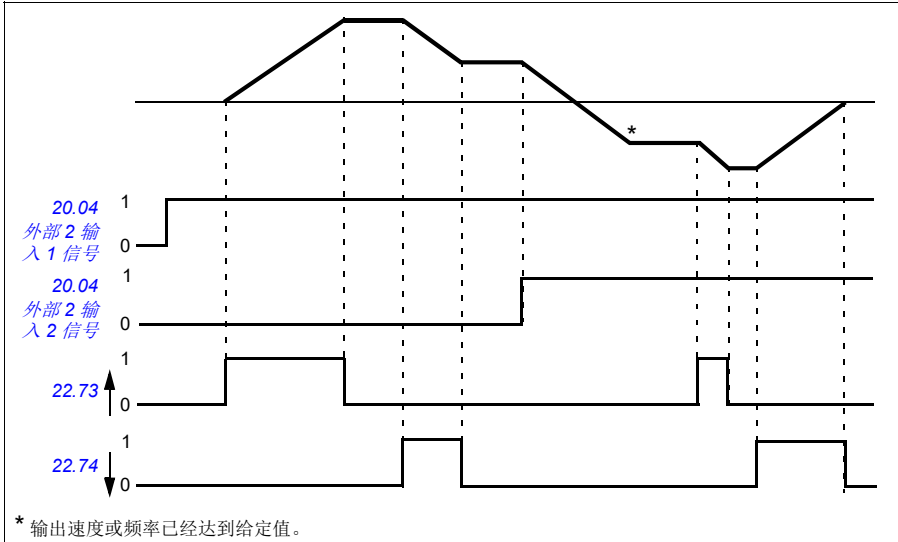 *
20.04
外部 2 输
入 1 信号
1
0
20.04
外部 2 输
入 2 信号
1
0
22.73
1
0
22.74
1
0
* 输出速度或频率已经达到给定值。